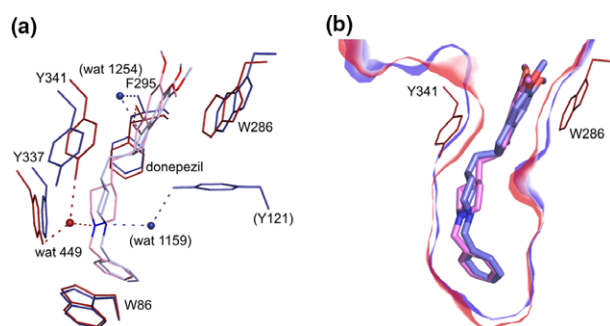 (a)
(wat 1254)
Y341
F295
W286
Y337
donepezil
(Y121)
wat 449
(wat 1159)
W86
(b)
Y341
W286